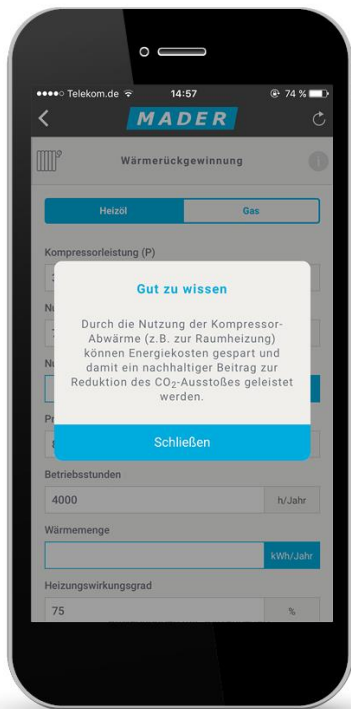 Telekom.de 14:57 74 %
MADER
Wärmerückgewinnung
Heizöl Gas
Kompressorleistung (P)
Gut zu wissen
Durch die Nutzung der Kompressor-
Abwärme (z.B. zur Raumheizung)
können Energiekosten gespart und
damit ein nachhaltiger Beitrag zur
Reduktion des CO₂-Ausstoßes geleistet
werden.
Schließen
Betriebsstunden
4000 h/Jahr
Wärmemenge
kWh/Jahr
Heizungswirkungsgrad
75 %